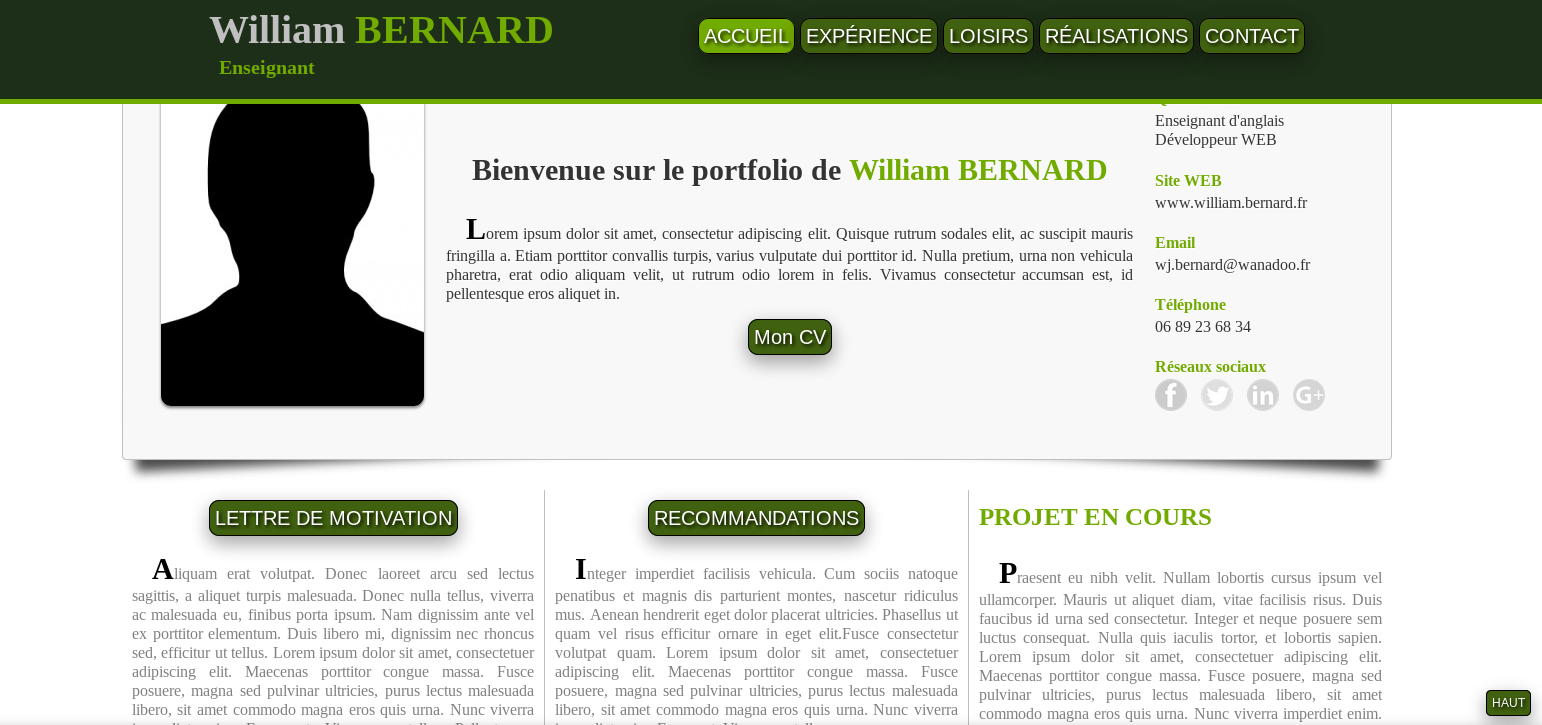 William BERNARD
Enseignant
ACCUEIL EXPÉRIENCE LOISIRS RÉALISATIONS CONTACT
Enseignant d'anglais
Développeur WEB
Site WEB
www.william.bernard.fr
Email
wj.bernard@wanadoo.fr
Téléphone
06 89 23 68 34
Réseaux sociaux
Bienvenue sur le portfolio de William BERNARD
Lorem ipsum dolor sit amet, consectetur adipiscing elit. Quisque rutrum sodales elit, ac suscipit mauris
fringilla a. Etiam porttitor convallis turpis, varius vulputate dui porttitor id. Nulla pretium, urna non vehicula
pharetra, erat odio aliquam velit, ut rutrum odio lorem in felis. Vivamus consectetur accumsan est, id
pellentesque eros aliquet in.
Mon CV
LETTRE DE MOTIVATION
Aliquam erat volutpat. Donec laoreet arcu sed lectus
sagittis, a aliquet turpis malesuada. Donec nulla tellus, viverra
ac malesuada eu, finibus porta ipsum. Nam dignissim ante vel
ex porttitor elementum. Duis libero mi, dignissim nec rhoncus
sed, efficitur ut tellus. Lorem ipsum dolor sit amet, consectetuer
adipiscing elit. Maecenas porttitor congue massa. Fusce
posuere, magna sed pulvinar ultricies, purus lectus malesuada
libero, sit amet commodo magna eros quis urna. Nunc viverra
RECOMMANDATIONS
Integer imperdiet facilisis vehicula. Cum sociis natoque
penatibus et magnis dis parturient montes, nascetur ridiculus
mus. Aenean hendrerit eget dolor placerat ultricies. Phasellus ut
quam vel risus efficitur ornare in eget elit.Fusce consectetur
volutpat quam. Lorem ipsum dolor sit amet, consectetuer
adipiscing elit. Maecenas porttitor congue massa. Fusce
posuere, magna sed pulvinar ultricies, purus lectus malesuada
libero, sit amet commodo magna eros quis urna. Nunc viverra
PROJET EN COURS
Praesent eu nibh velit. Nullam lobortis cursus ipsum vel
ullamcorper. Mauris ut aliquet diam, vitae facilisis risus. Duis
faucibus id urna sed consectetur. Integer et neque posuere sem
luctus consequat. Nulla quis iaculis tortor, et lobortis sapien.
Lorem ipsum dolor sit amet, consectetuer adipiscing elit.
Maecenas porttitor congue massa. Fusce posuere, magna sed
pulvinar ultricies, purus lectus malesuada libero, sit amet
commodo magna eros quis urna. Nunc viverra imperdiet enim.
HAUT